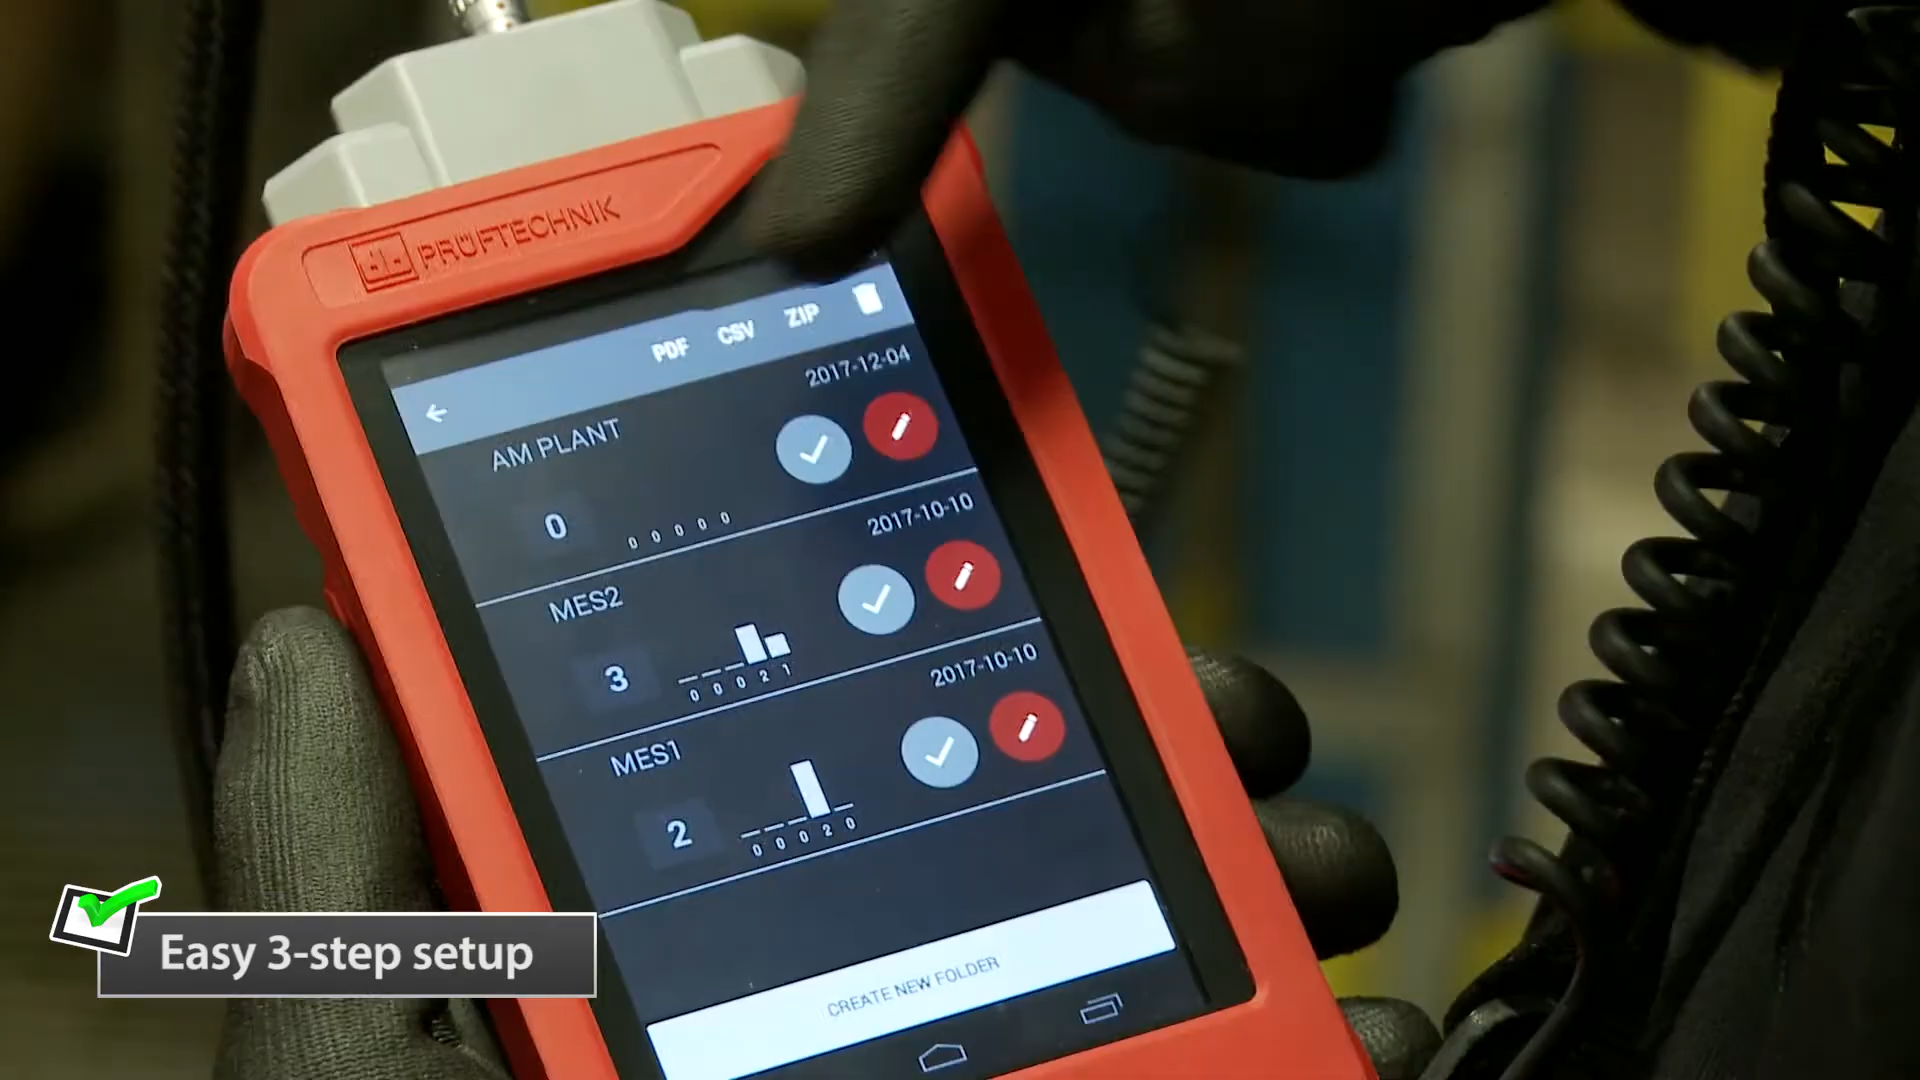 PRÜFTECHNIK
PDF CSV ZIP
2017-12-04
AM PLANT
0
0 0 0 0 0
2017-10-10
MES2
3
0 0 0 2 1
2017-10-10
MES1
2
0 0 0 2 0
CREATE NEW FOLDER
Easy 3-step setup